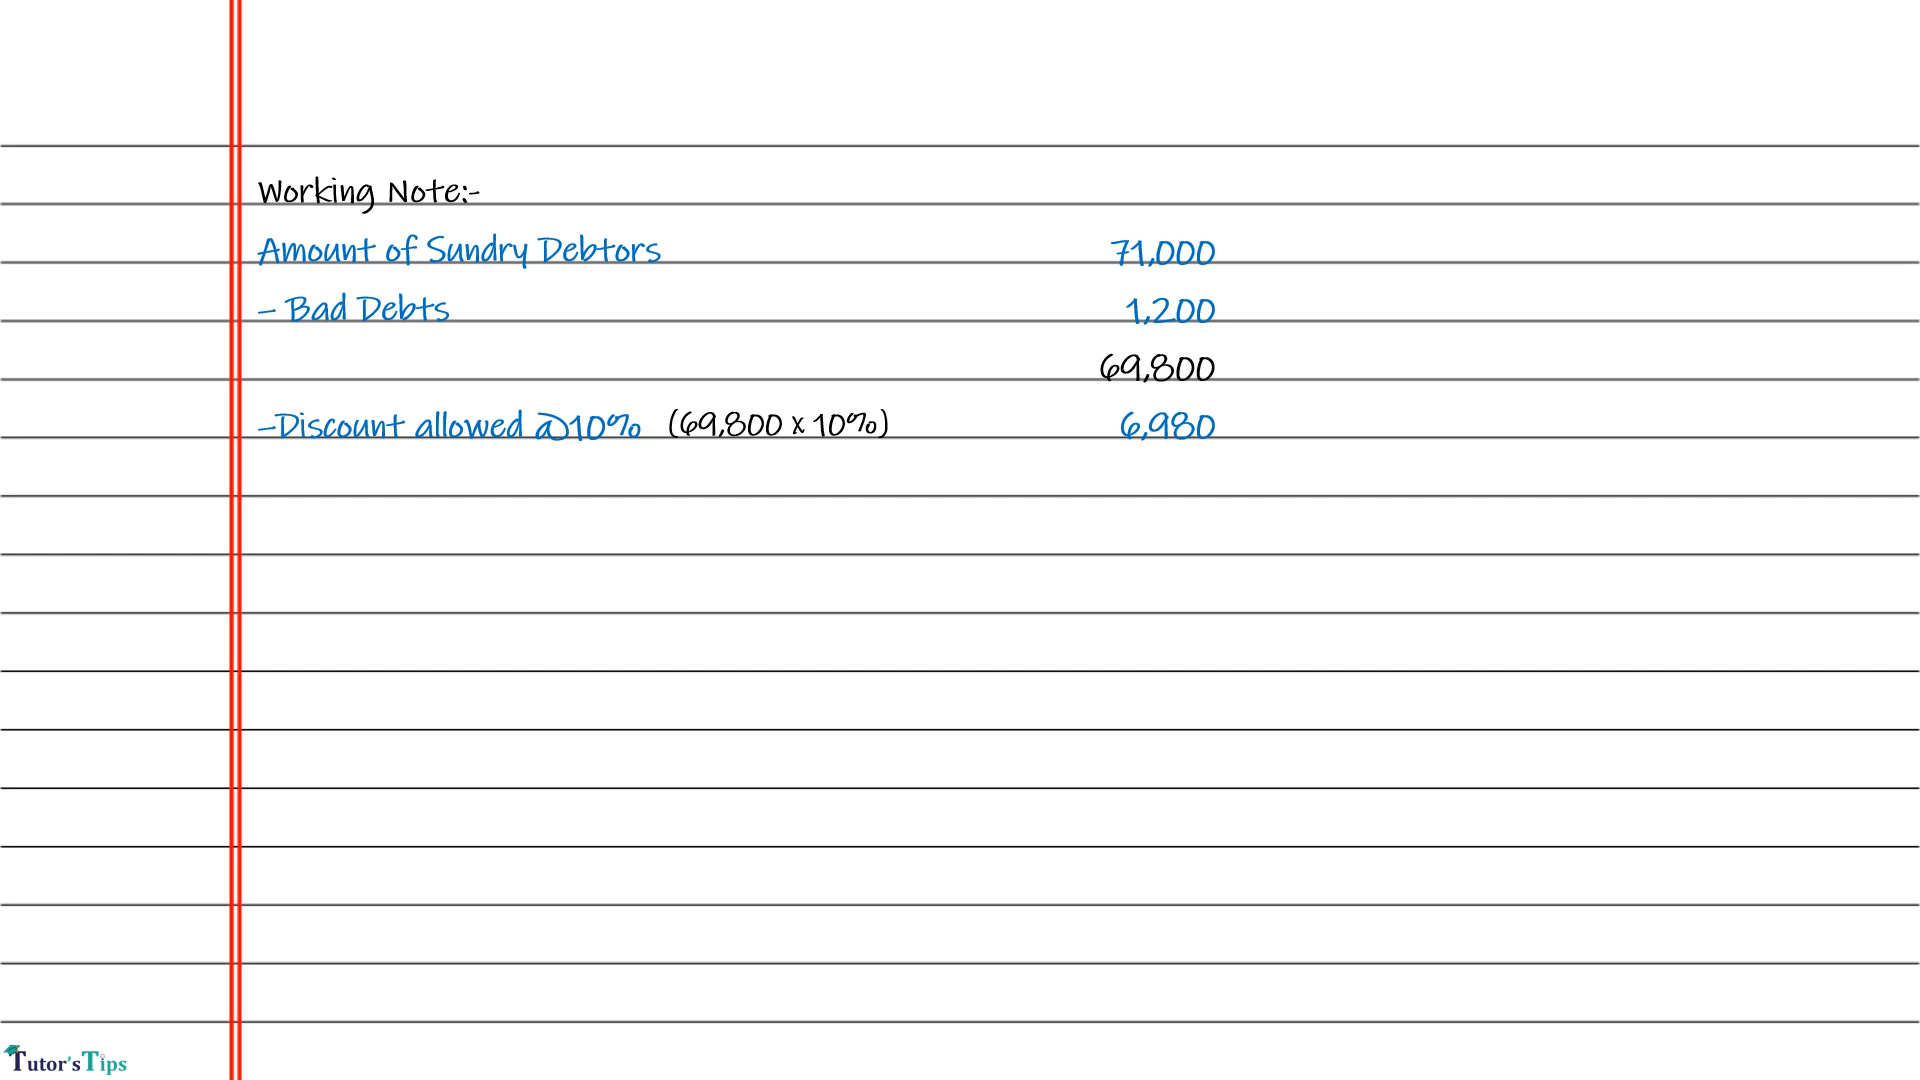 Working Note:-
Amount of Sundry Debtors 71,000
- Bad Debts 1,200
69,800
-Discount allowed @10% (69,800 x 10%) 6,980
Tutor'sTips